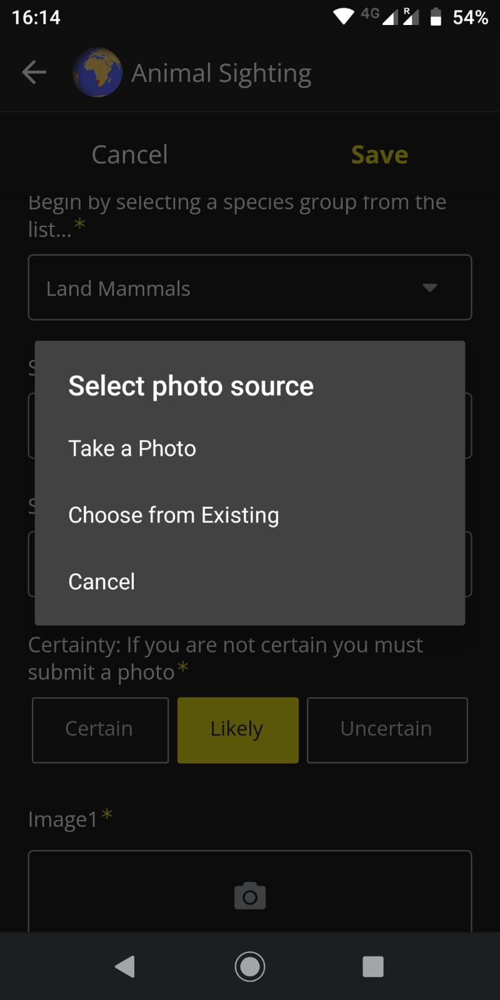 16:14
4G
R
54%
Animal Sighting
Cancel
Save
Begin by selecting a species group from the
list...*
Land Mammals
S
Select photo source
Take a Photo
Choose from Existing
S
Cancel
Certainty: If you are not certain you must
submit a photo*
Certain
Likely
Uncertain
Image1*